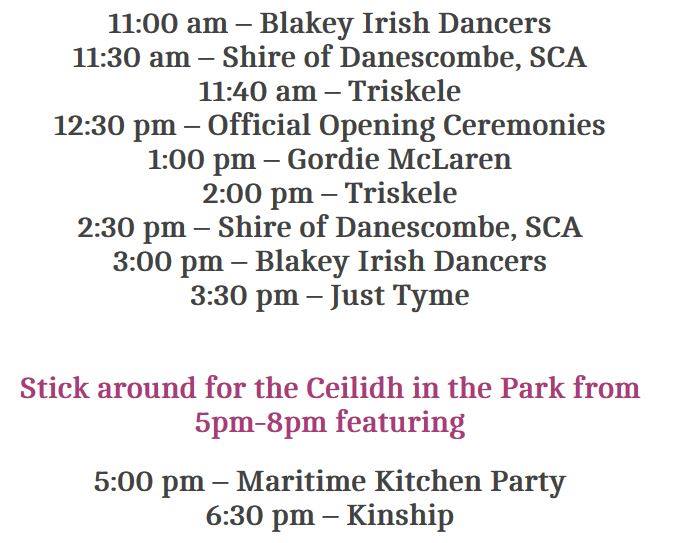 11:00 am – Blakey Irish Dancers
11:30 am – Shire of Danescombe, SCA
11:40 am – Triskele
12:30 pm – Official Opening Ceremonies
1:00 pm – Gordie McLaren
2:00 pm – Triskele
2:30 pm – Shire of Danescombe, SCA
3:00 pm – Blakey Irish Dancers
3:30 pm – Just Tyme
Stick around for the Ceilidh in the Park from
5pm-8pm featuring
5:00 pm – Maritime Kitchen Party
6:30 pm – Kinship